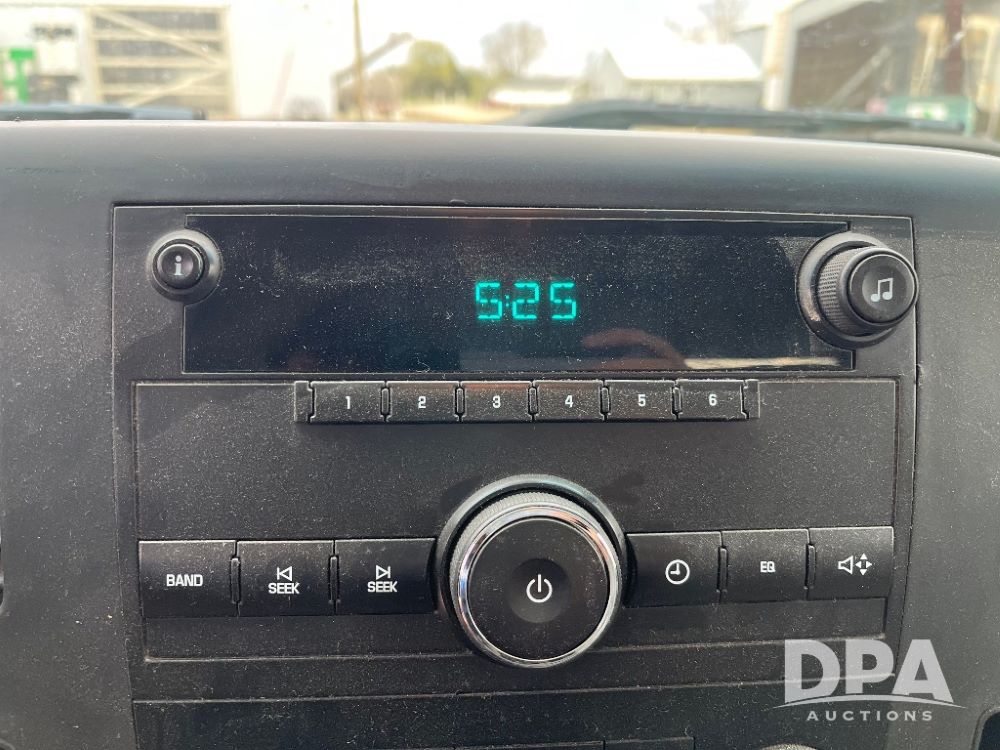 i
5:25
1 2 3 4 5 6
BAND SEEK SEEK EQ
DPA
AUCTIONS